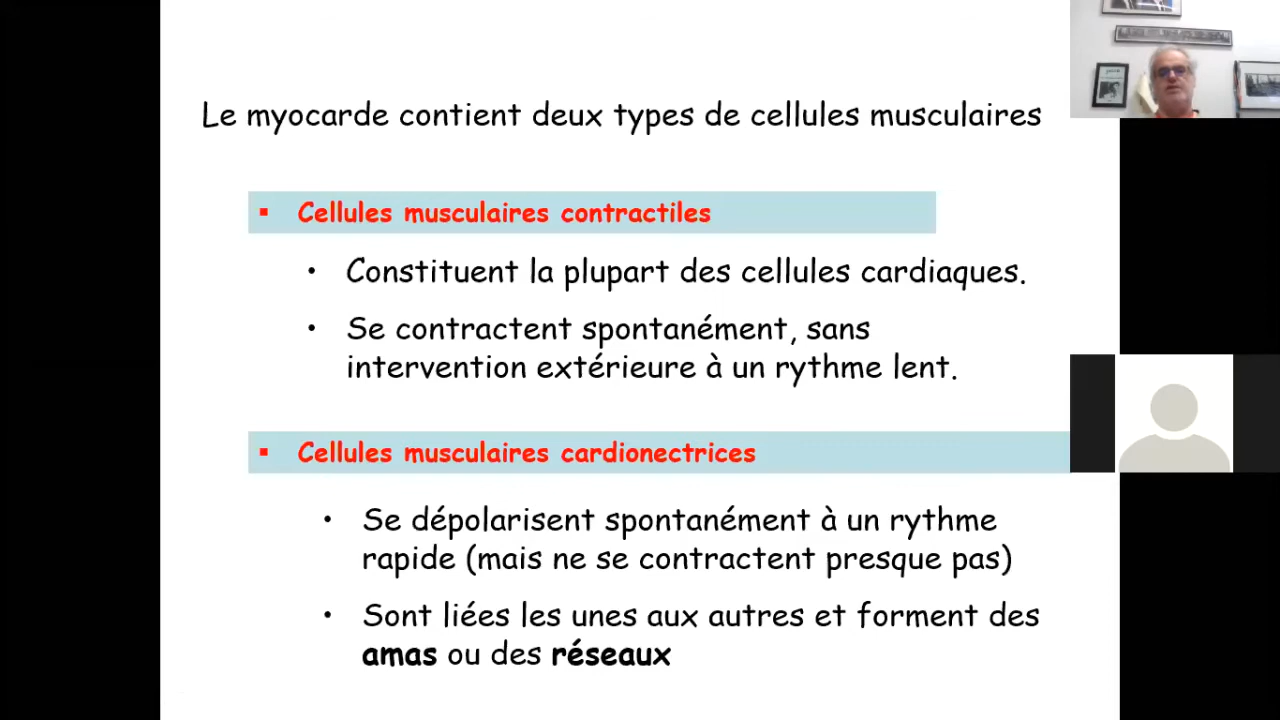 Le myocarde contient deux types de cellules musculaires
▪ Cellules musculaires contractiles
• Constituent la plupart des cellules cardiaques.
• Se contractent spontanément, sans
intervention extérieure à un rythme lent.
▪ Cellules musculaires cardionectrices
• Se dépolarisent spontanément à un rythme
rapide (mais ne se contractent presque pas)
• Sont liées les unes aux autres et forment des
amas ou des réseaux